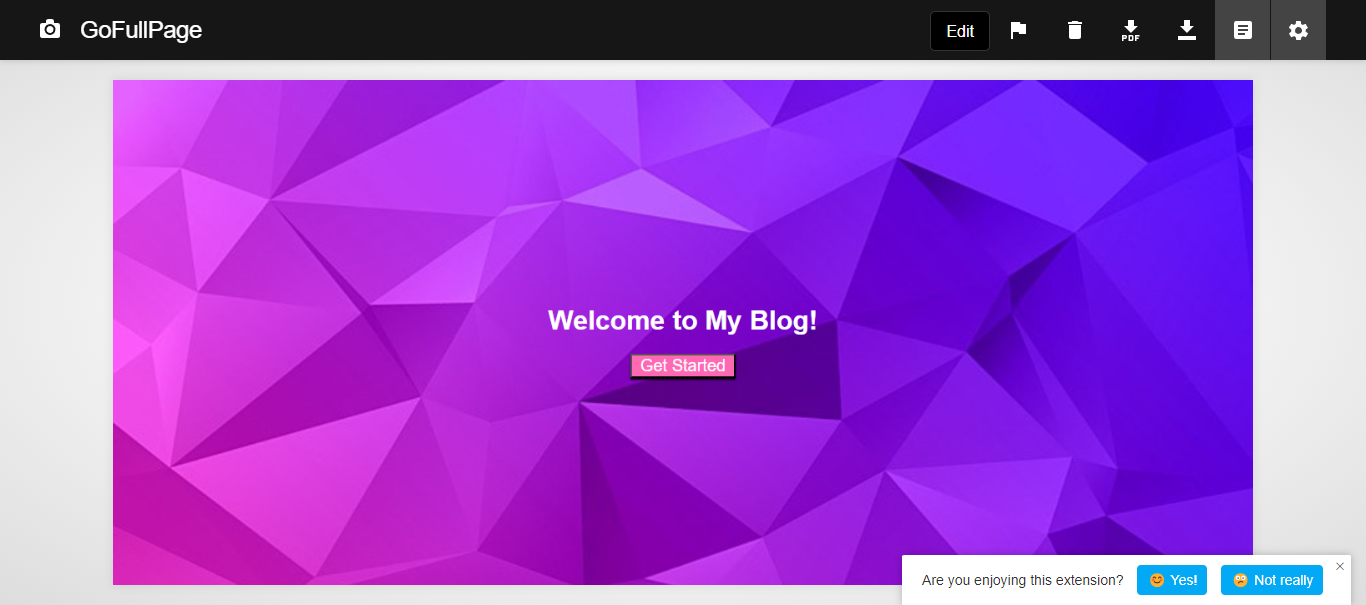 GoFullPage
Edit
PDF
Welcome to My Blog!
Get Started
Are you enjoying this extension?
😊 Yes!
😕 Not really